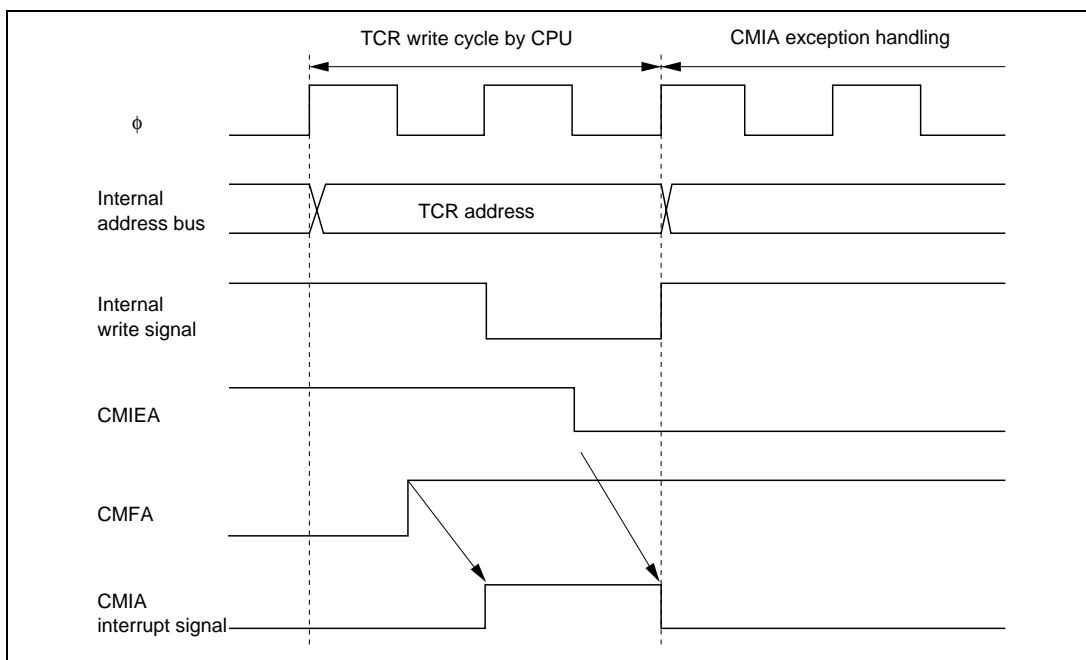 TCR write cycle by CPU
CMIA exception handling
ϕ
Internal
address bus
TCR address
Internal
write signal
CMIEA
CMFA
CMIA
interrupt signal